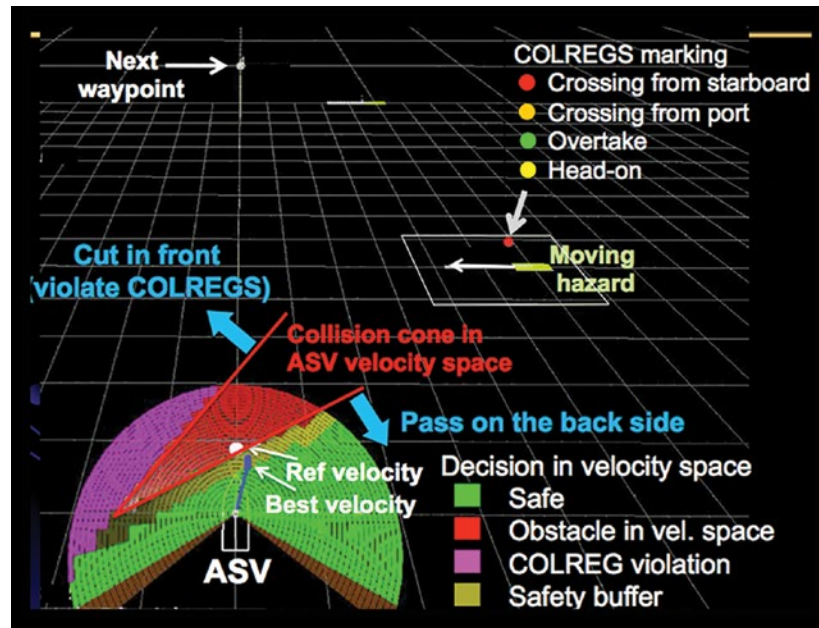 Next
waypoint
COLREGS marking
Crossing from starboard
Crossing from port
Overtake
Head-on
Moving
hazard
Cut in front
(violate COLREGS)
Collision cone in
ASV velocity space
Pass on the back side
Ref velocity
Best velocity
ASV
Decision in velocity space
Safe
Obstacle in vel. space
COLREG violation
Safety buffer